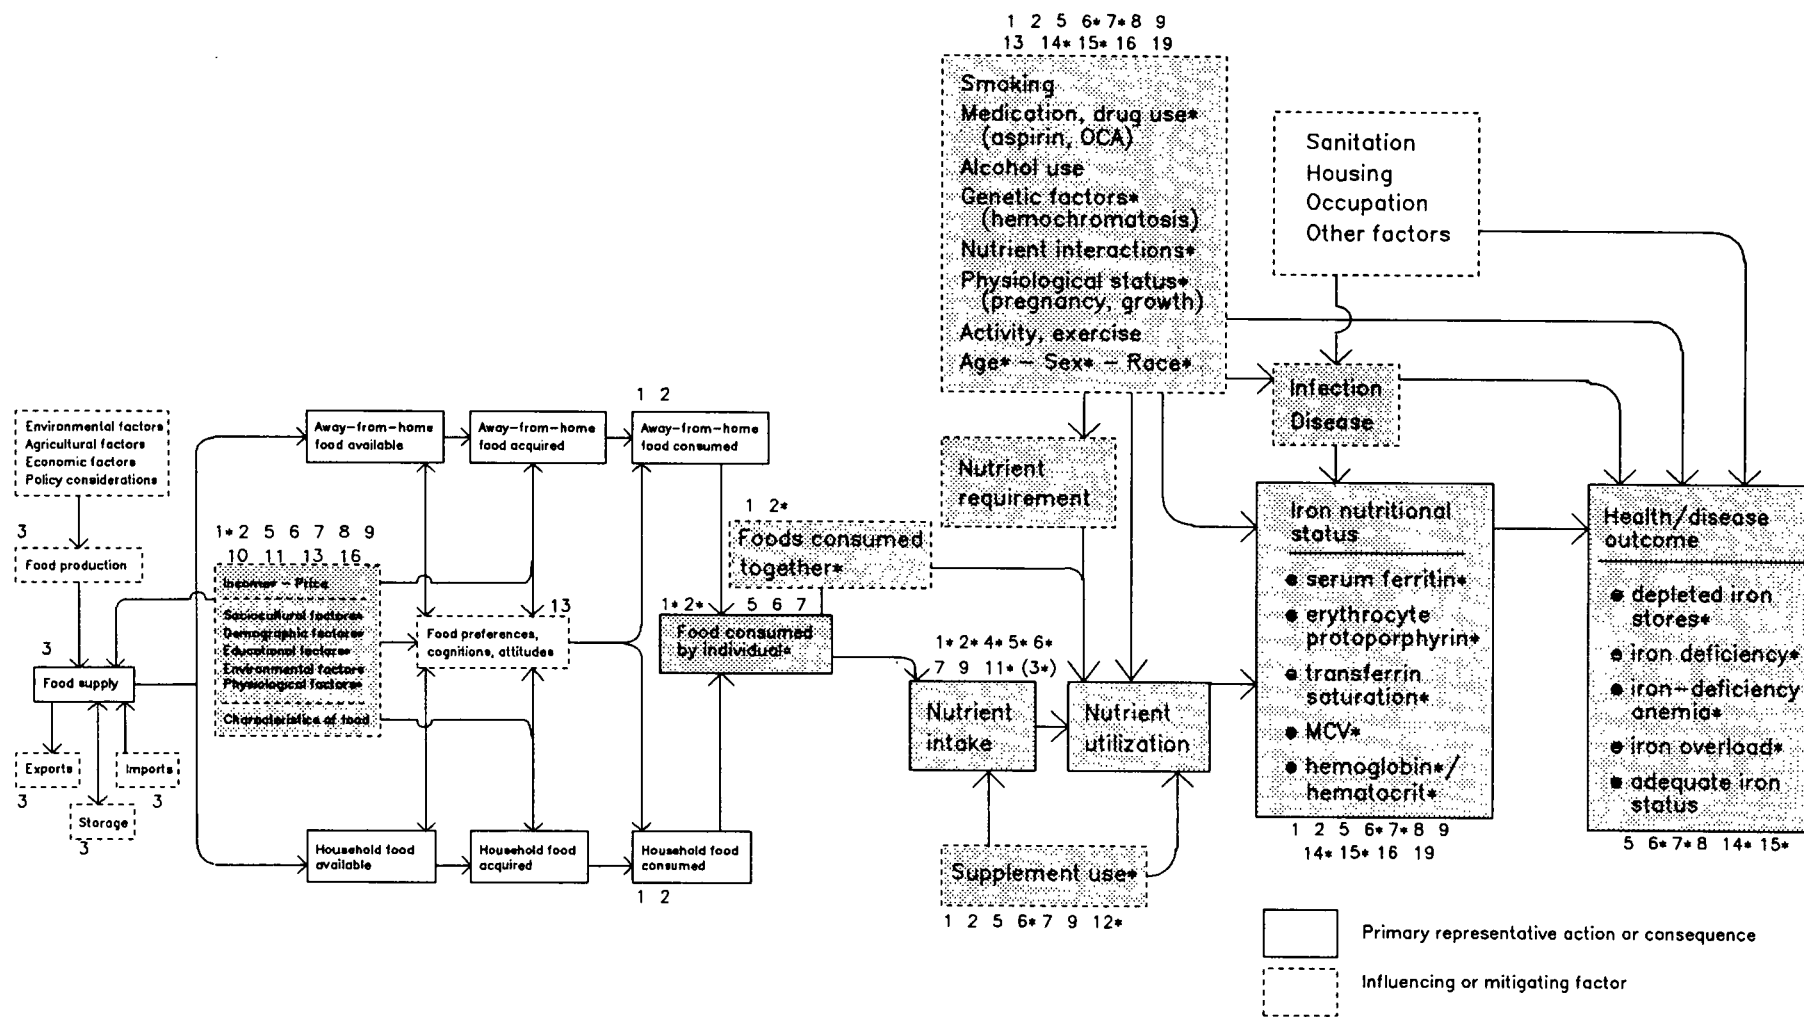 1 2 5 6* 7* 8 9
13 14* 15* 16 19
Smoking
Medication, drug use*
(aspirin, OCA)
Alcohol use
Genetic factors*
(hemochromatosis)
Nutrient interactions*
Physiological status*
(pregnancy, growth)
Activity, exercise
Age* – Sex* – Race*
Sanitation
Housing
Occupation
Other factors
Infection
Disease
Environmental factors
Agricultural factors
Economic factors
Policy considerations
3
Food production
3
Food supply
Exports
3
Storage
3
Imports
3
1* 2 5 6 7 8 9
10 11 13 16
Income* – Price
Sociocultural factors*
Demographic factors*
Educational factors*
Environmental factors
Physiological factors*
Characteristics of food
Away–from–home
food available
Away–from–home
food acquired
1 2
Away–from–home
food consumed
13
Food preferences,
cognitions, attitudes
Household food
available
Household food
acquired
Household food
consumed
1 2
1 2*
Foods consumed
together*
1* 2* 5 6 7
Food consumed
by individual*
Nutrient
requirement
1* 2* 4* 5* 6*
7 9 11* (3*)
Nutrient
intake
Nutrient
utilization
Supplement use*
1 2 5 6* 7 9 12*
Iron nutritional
status
• serum ferritin*
• erythrocyte
protoporphyrin*
• transferrin
saturation*
• MCV*
• hemoglobin*/
hematocrit*
1 2 5 6* 7* 8 9
14* 15* 16 19
Health/disease
outcome
• depleted iron
stores*
• iron deficiency*
• iron–deficiency
anemia*
• iron overload*
• adequate iron
status
5 6* 7* 8 14* 15*
Primary representative action or consequence
Influencing or mitigating factor